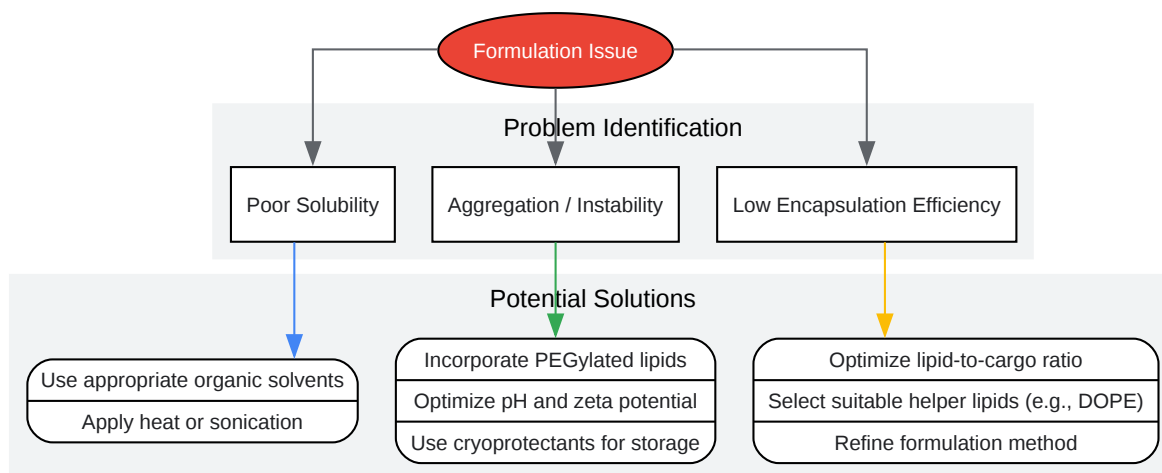 Formulation Issue
Problem Identification
Poor Solubility
Aggregation / Instability
Low Encapsulation Efficiency
Potential Solutions
Use appropriate organic solvents
Apply heat or sonication
Incorporate PEGylated lipids
Optimize pH and zeta potential
Use cryoprotectants for storage
Optimize lipid-to-cargo ratio
Select suitable helper lipids (e.g., DOPE)
Refine formulation method